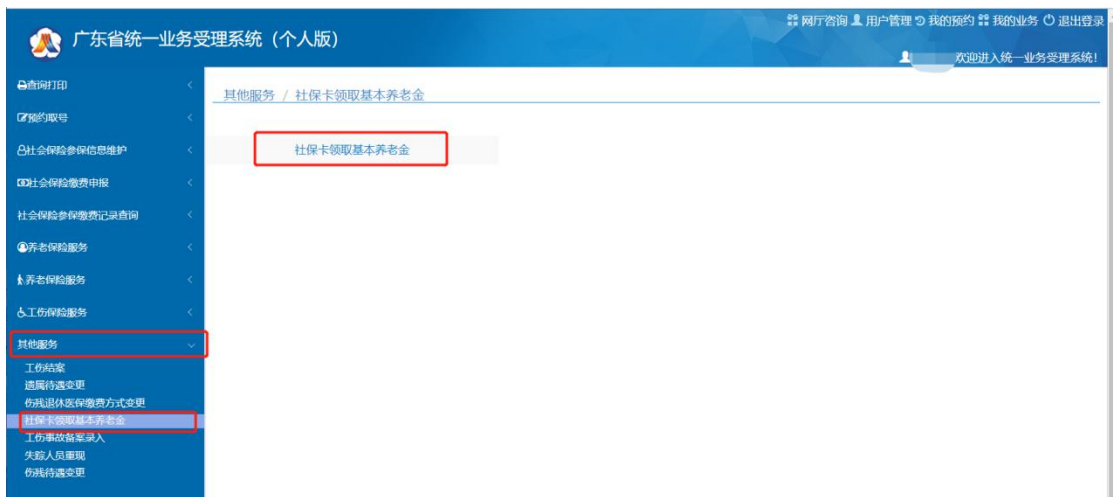 网厅咨询 用户管理 我的预约 我的业务 退出登录
广东省统一业务受理系统（个人版）
欢迎进入统一业务受理系统！
查询打印
预约取号
社会保险参保信息维护
社会保险缴费申报
社会保险参保缴费记录查询
养老保险服务
养老保险服务
工伤保险服务
其他服务
工伤结案
遗属待遇变更
伤残退休医保缴费方式变更
社保卡领取基本养老金
工伤事故备案录入
失踪人员重现
伤残待遇变更
其他服务 / 社保卡领取基本养老金
社保卡领取基本养老金